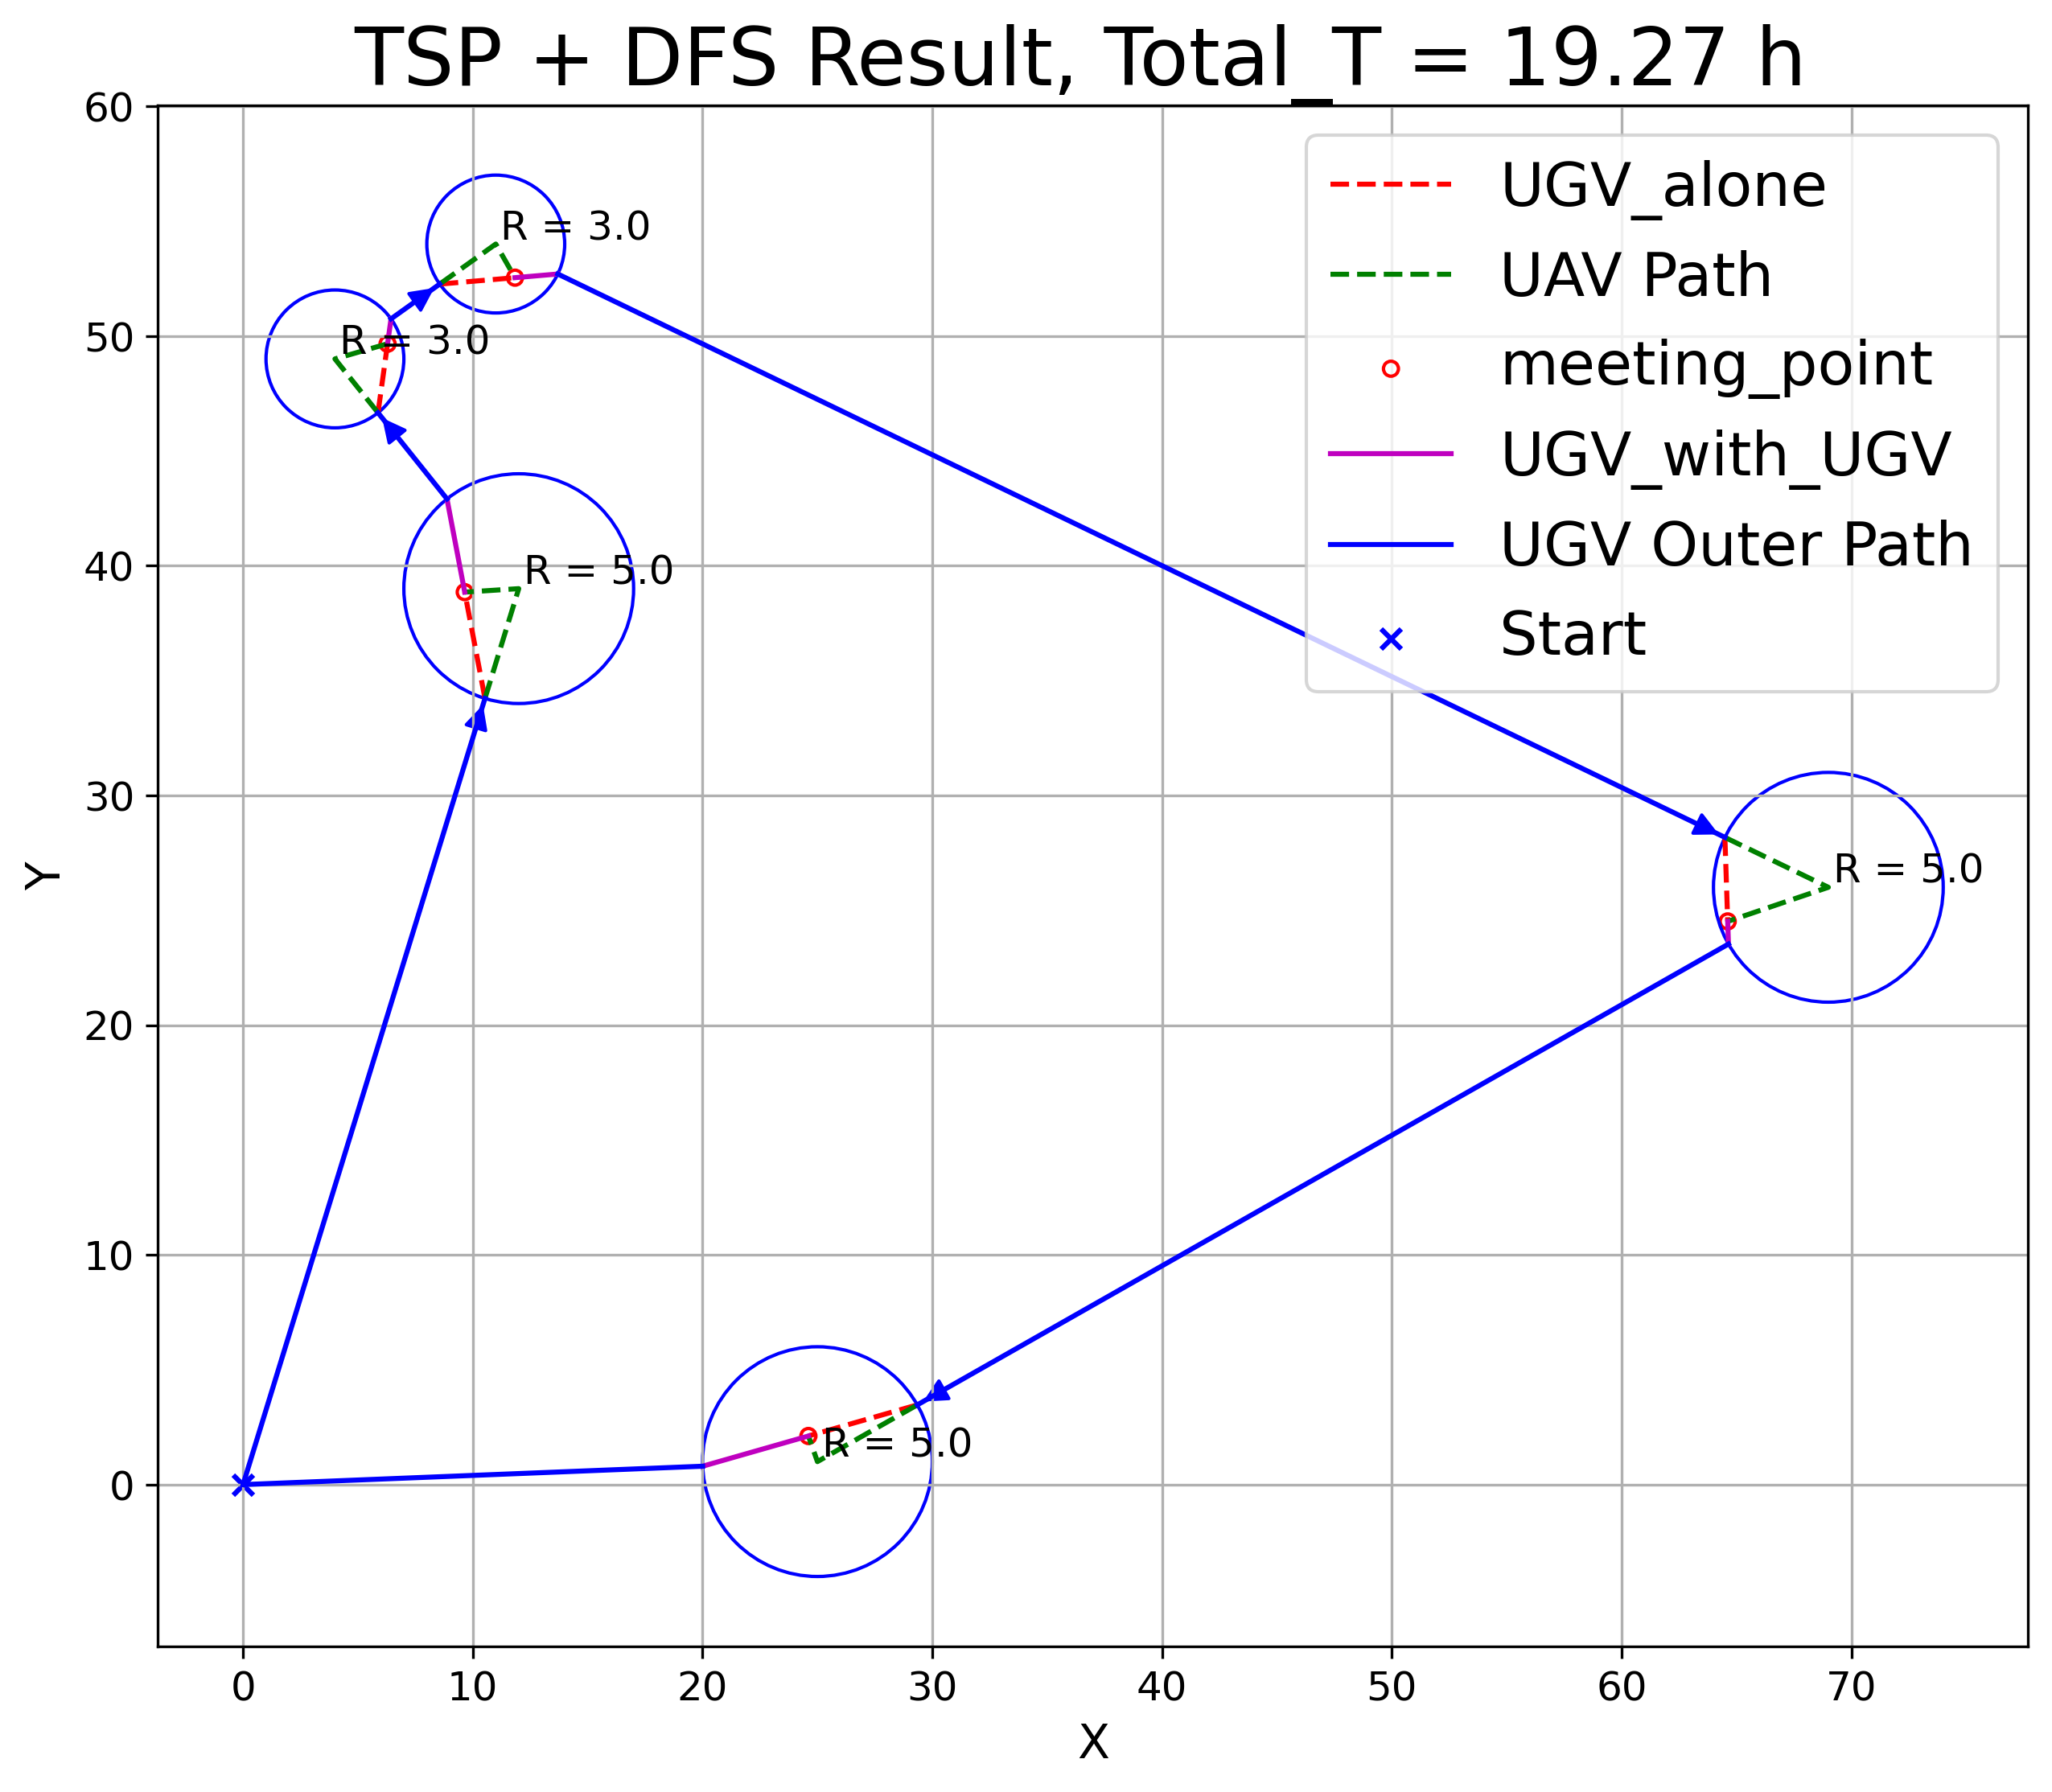 TSP + DFS Result, Total_T = 19.27 h
60
50
40
30
20
10
0
Y
R = 3.0
R = 3.0
R = 5.0
R = 5.0
R = 5.0
UGV_alone
UAV Path
meeting_point
UGV_with_UGV
UGV Outer Path
Start
0 10 20 30 40 50 60 70
X